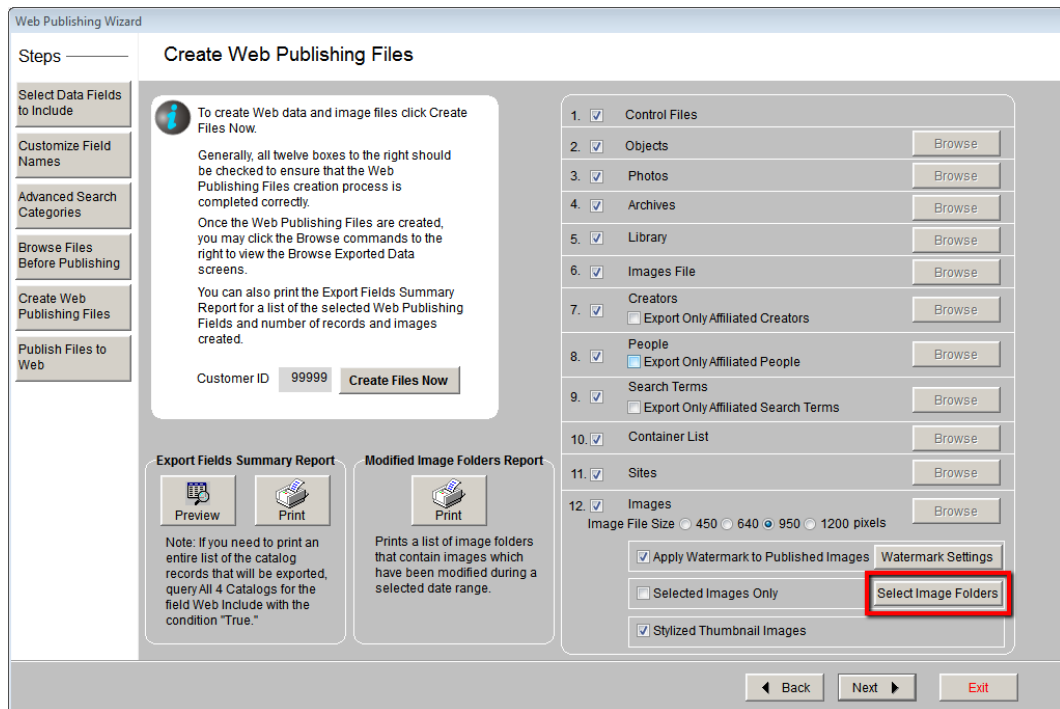 Web Publishing Wizard
Steps
Create Web Publishing Files
Select Data Fields
to Include
Customize Field
Names
Advanced Search
Categories
Browse Files
Before Publishing
Create Web
Publishing Files
Publish Files to
Web
To create Web data and image files click Create
Files Now.
Generally, all twelve boxes to the right should
be checked to ensure that the Web
Publishing Files creation process is
completed correctly.
Once the Web Publishing Files are created,
you may click the Browse commands to the
right to view the Browse Exported Data
screens.
You can also print the Export Fields Summary
Report for a list of the selected Web Publishing
Fields and number of records and images
created.
Customer ID 99999 Create Files Now
Export Fields Summary Report
Preview Print
Note: If you need to print an
entire list of the catalog
records that will be exported,
query All 4 Catalogs for the
field Web Include with the
condition "True."
Modified Image Folders Report
Print
Prints a list of image folders
that contain images which
have been modified during a
selected date range.
1. Control Files
2. Objects Browse
3. Photos Browse
4. Archives Browse
5. Library Browse
6. Images File Browse
7. Creators Browse
Export Only Affiliated Creators
8. People Browse
Export Only Affiliated People
9. Search Terms Browse
Export Only Affiliated Search Terms
10. Container List Browse
11. Sites Browse
12. Images Browse
Image File Size 450 640 950 1200 pixels
Apply Watermark to Published Images Watermark Settings
Selected Images Only Select Image Folders
Stylized Thumbnail Images
Back Next Exit